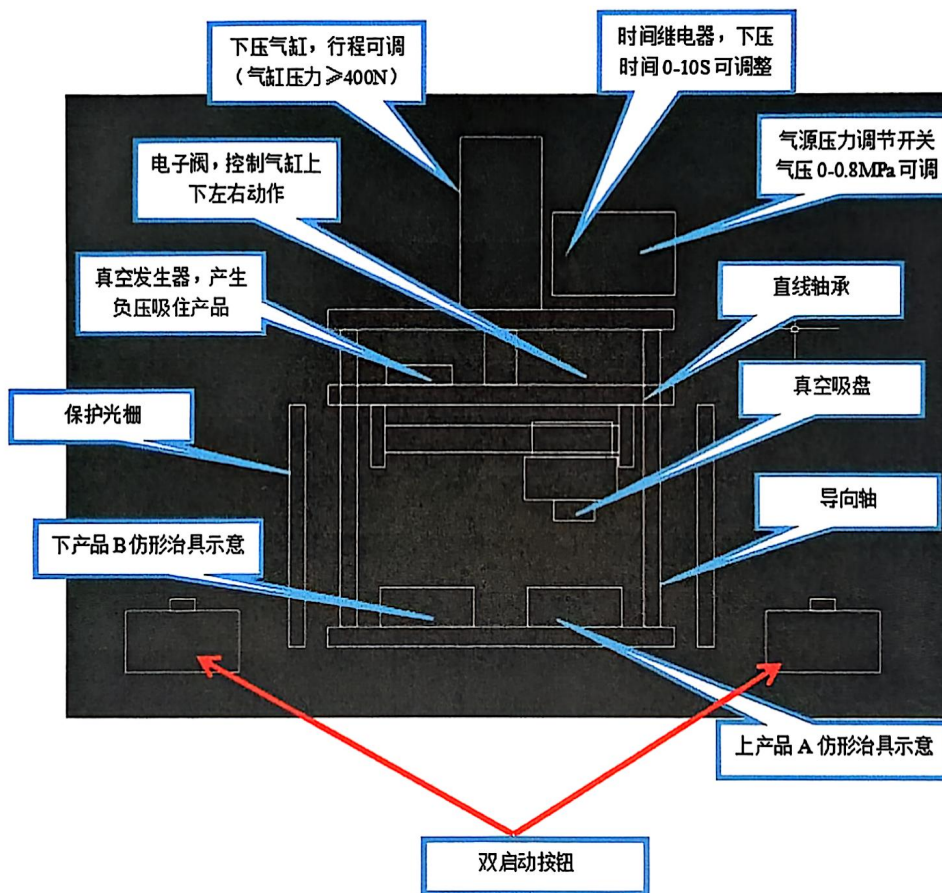 下压气缸，行程可调
（气缸压力≥400N）
时间继电器，下压
时间0-10S可调整
气源压力调节开关
气压0-0.8MPa可调
电子阀，控制气缸上
下左右动作
真空发生器，产生
负压吸住产品
直线轴承
真空吸盘
保护光栅
导向轴
下产品B仿形治具示意
上产品A仿形治具示意
双启动按钮